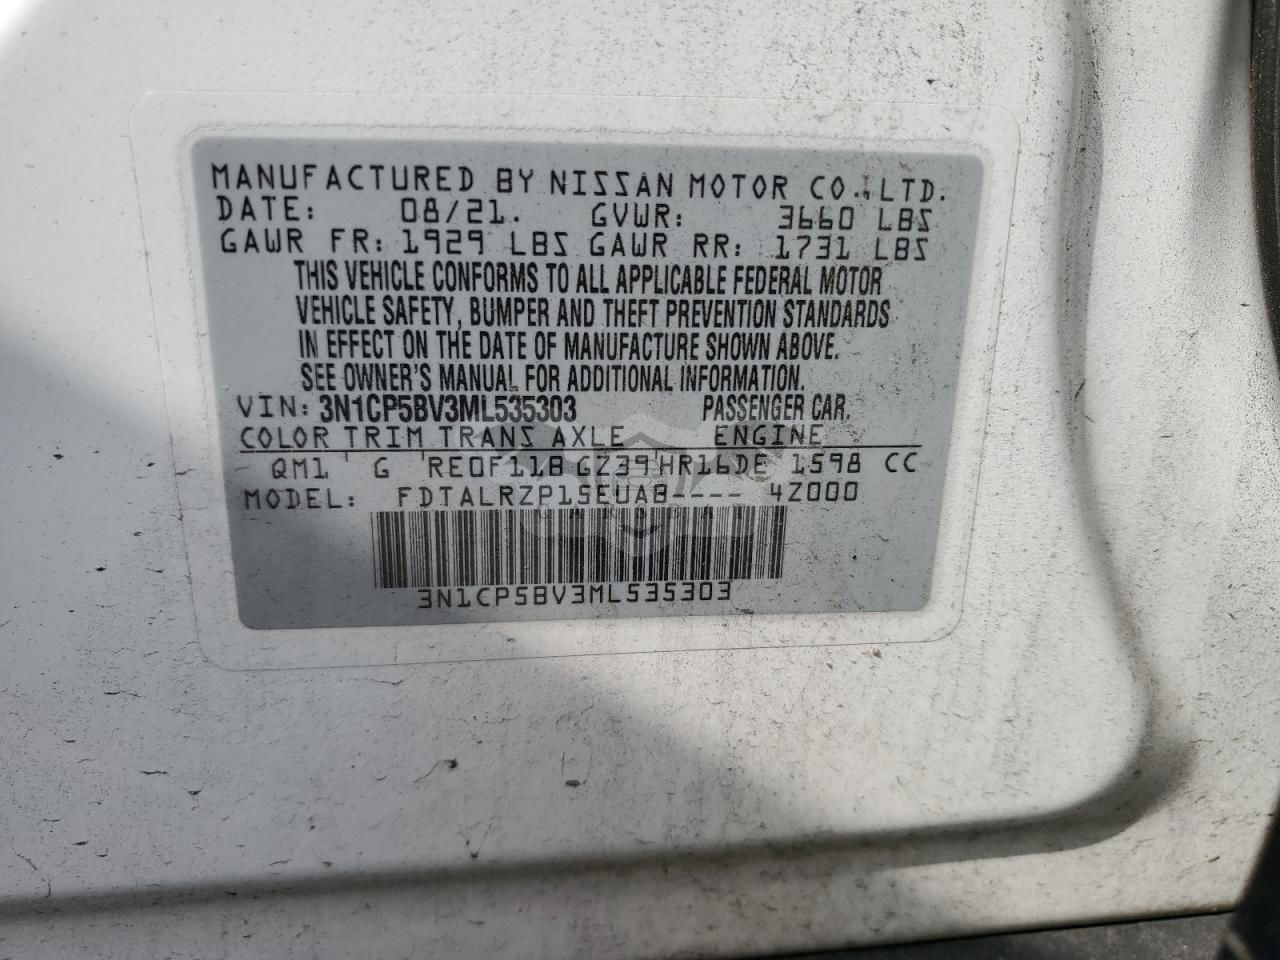 MANUFACTURED BY NISSAN MOTOR CO.,LTD.
DATE: 08/21. GVWR: 3660 LBS
GAWR FR: 1929 LBS GAWR RR: 1731 LBS
THIS VEHICLE CONFORMS TO ALL APPLICABLE FEDERAL MOTOR
VEHICLE SAFETY, BUMPER AND THEFT PREVENTION STANDARDS
IN EFFECT ON THE DATE OF MANUFACTURE SHOWN ABOVE.
SEE OWNER'S MANUAL FOR ADDITIONAL INFORMATION.
VIN: 3N1CP5BV3ML535303 PASSENGER CAR.
COLOR TRIM TRANS AXLE ENGINE
QM1 ' G ' RE0F11B GZ39 'HR16DE 1598 CC
MODEL: FDTALRZP15EUAB---- 4Z000
3N1CP5BV3ML535303